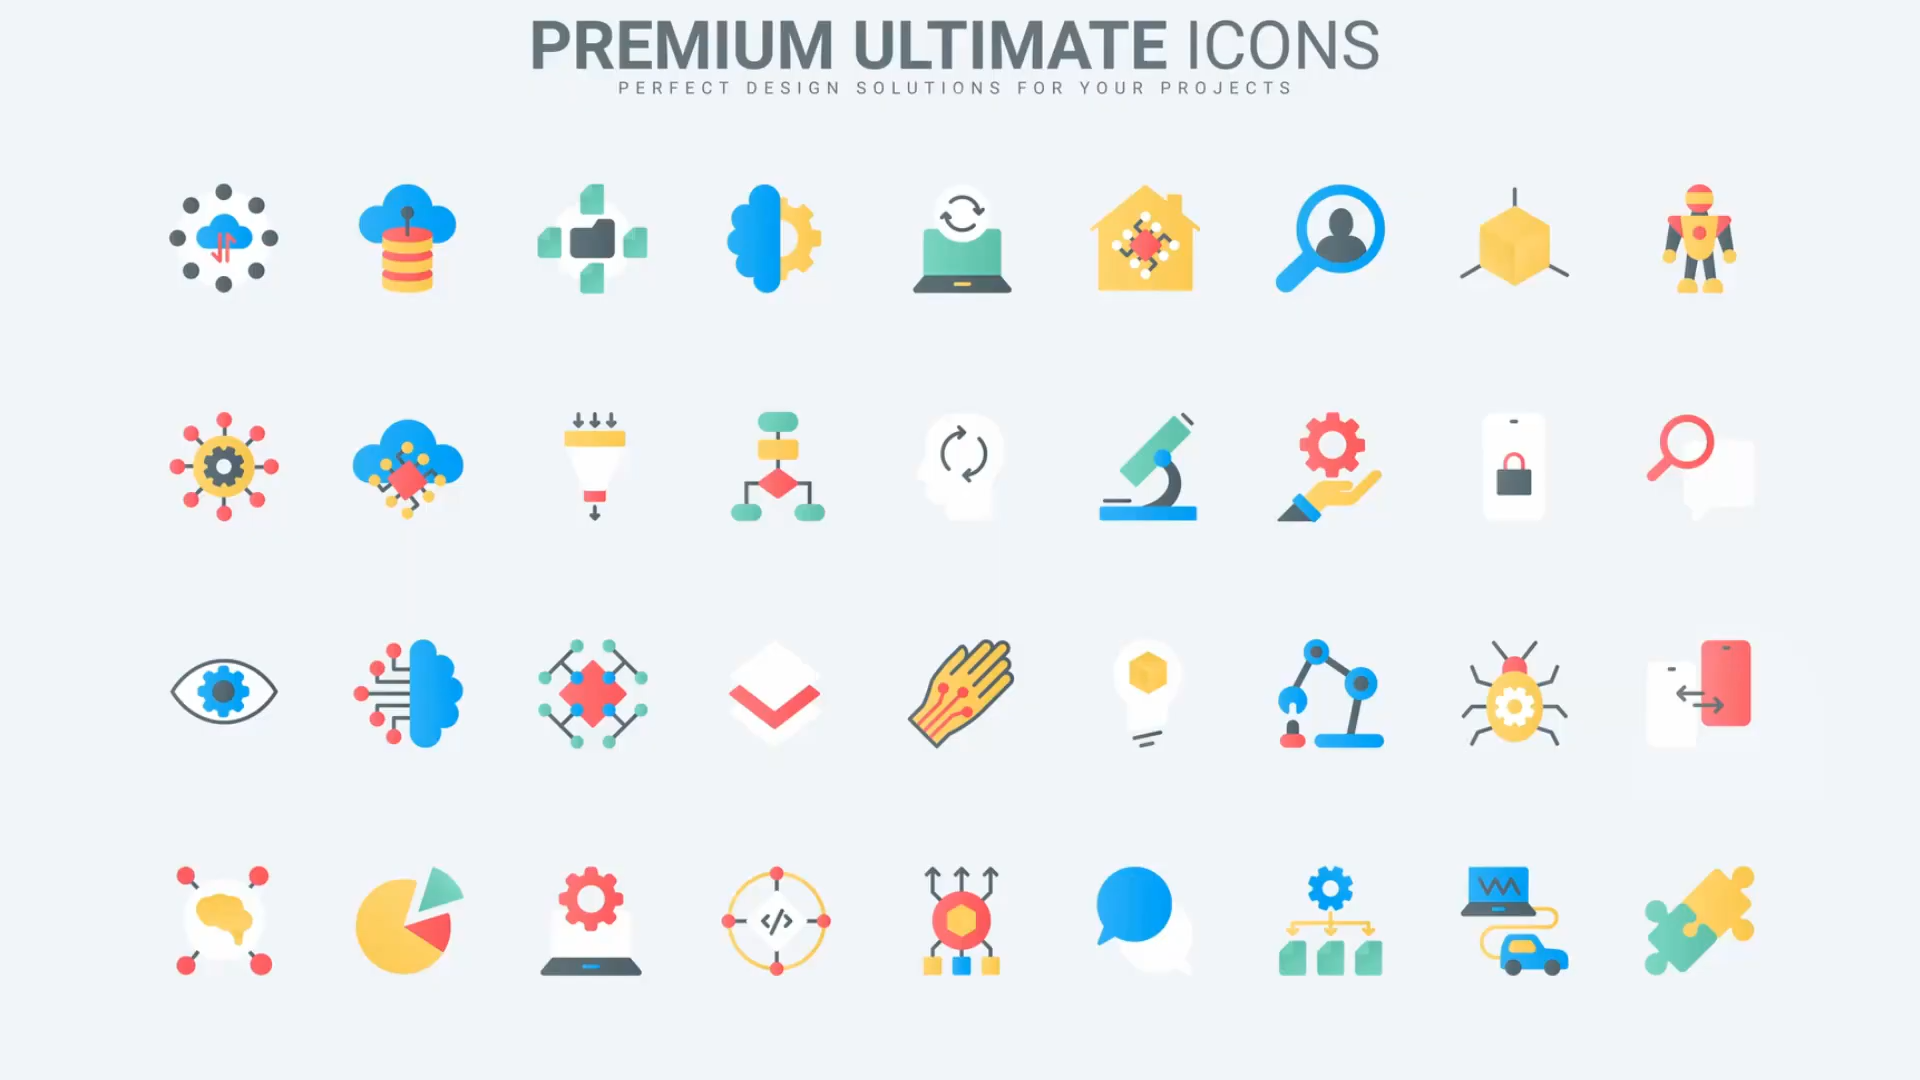 PREMIUM ULTIMATE ICONS
PERFECT DESIGN SOLUTIONS FOR YOUR PROJECTS
</>